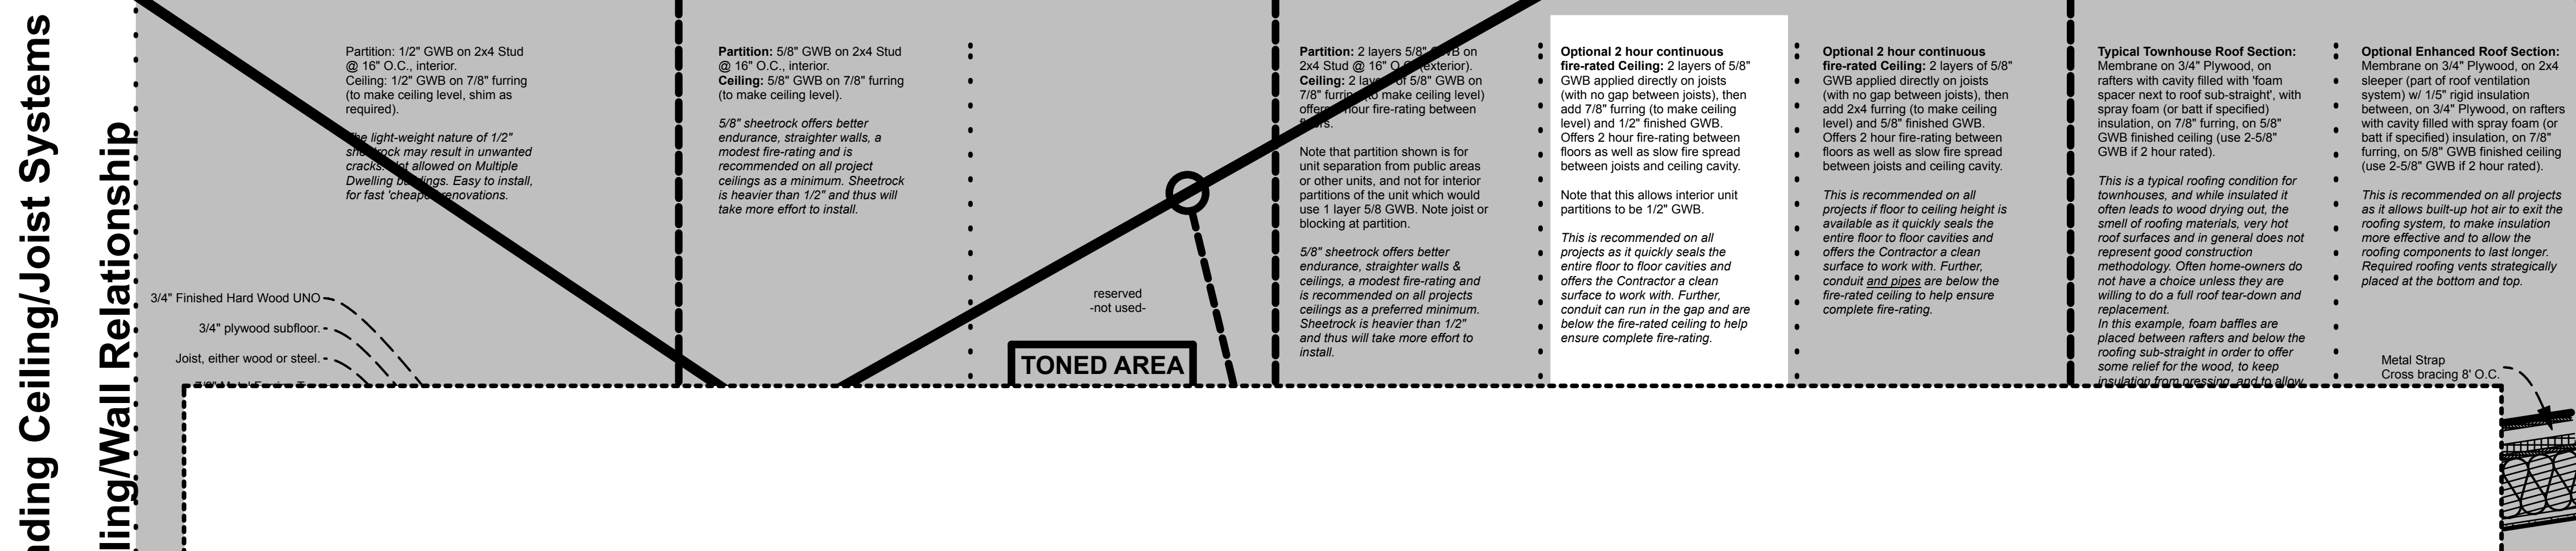 nding Ceiling/Joist Systems
ling/Wall Relationship
Partition: 1/2" GWB on 2x4 Stud
@ 16" O.C., interior.
Ceiling: 1/2" GWB on 7/8" furring
(to make ceiling level, shim as
required).
The light-weight nature of 1/2"
sheetrock may result in unwanted
cracks. Not allowed on Multiple
Dwelling buildings. Easy to install,
for fast 'cheaper' renovations.
3/4" Finished Hard Wood UNO
3/4" plywood subfloor.
Joist, either wood or steel.
Partition: 5/8" GWB on 2x4 Stud
@ 16" O.C., interior.
Ceiling: 5/8" GWB on 7/8" furring
(to make ceiling level).
5/8" sheetrock offers better
endurance, straighter walls, a
modest fire-rating and is
recommended on all project
ceilings as a minimum. Sheetrock
is heavier than 1/2" and thus will
take more effort to install.
reserved
-not used-
TONED AREA
Partition: 2 layers 5/8" GWB on
2x4 Stud @ 16" O.C. (exterior).
Ceiling: 2 layers of 5/8" GWB on
7/8" furring (to make ceiling level)
offers hour fire-rating between
floors.
Note that partition shown is for
unit separation from public areas
or other units, and not for interior
partitions of the unit which would
use 1 layer 5/8 GWB. Note joist or
blocking at partition.
5/8" sheetrock offers better
endurance, straighter walls &
ceilings, a modest fire-rating and
is recommended on all projects
ceilings as a preferred minimum.
Sheetrock is heavier than 1/2"
and thus will take more effort to
install.
Optional 2 hour continuous
fire-rated Ceiling: 2 layers of 5/8"
GWB applied directly on joists
(with no gap between joists), then
add 7/8" furring (to make ceiling
level) and 1/2" finished GWB.
Offers 2 hour fire-rating between
floors as well as slow fire spread
between joists and ceiling cavity.
Note that this allows interior unit
partitions to be 1/2" GWB.
This is recommended on all
projects as it quickly seals the
entire floor to floor cavities and
offers the Contractor a clean
surface to work with. Further,
conduit can run in the gap and are
below the fire-rated ceiling to help
ensure complete fire-rating.
Optional 2 hour continuous
fire-rated Ceiling: 2 layers of 5/8"
GWB applied directly on joists
(with no gap between joists), then
add 2x4 furring (to make ceiling
level) and 5/8" finished GWB.
Offers 2 hour fire-rating between
floors as well as slow fire spread
between joists and ceiling cavity.
This is recommended on all
projects if floor to ceiling height is
available as it quickly seals the
entire floor to floor cavities and
offers the Contractor a clean
surface to work with. Further,
conduit and pipes are below the
fire-rated ceiling to help ensure
complete fire-rating.
Typical Townhouse Roof Section:
Membrane on 3/4" Plywood, on
rafters with cavity filled with 'foam
spacer next to roof sub-straight', with
spray foam (or batt if specified)
insulation, on 7/8" furring, on 5/8"
GWB finished ceiling (use 2-5/8"
GWB if 2 hour rated).
This is a typical roofing condition for
townhouses, and while insulated it
often leads to wood drying out, the
smell of roofing materials, very hot
roof surfaces and in general does not
represent good construction
methodology. Often home-owners do
not have a choice unless they are
willing to do a full roof tear-down and
replacement.
In this example, foam baffles are
placed between rafters and below the
roofing sub-straight in order to offer
some relief for the wood, to keep
insulation from pressing, and to allow
Optional Enhanced Roof Section:
Membrane on 3/4" Plywood, on 2x4
sleeper (part of roof ventilation
system) w/ 1/5" rigid insulation
between, on 3/4" Plywood, on rafters
with cavity filled with spray foam (or
batt if specified) insulation, on 7/8"
furring, on 5/8" GWB finished ceiling
(use 2-5/8" GWB if 2 hour rated).
This is recommended on all projects
as it allows built-up hot air to exit the
roofing system, to make insulation
more effective and to allow the
roofing components to last longer.
Required roofing vents strategically
placed at the bottom and top.
Metal Strap
Cross bracing 8' O.C.